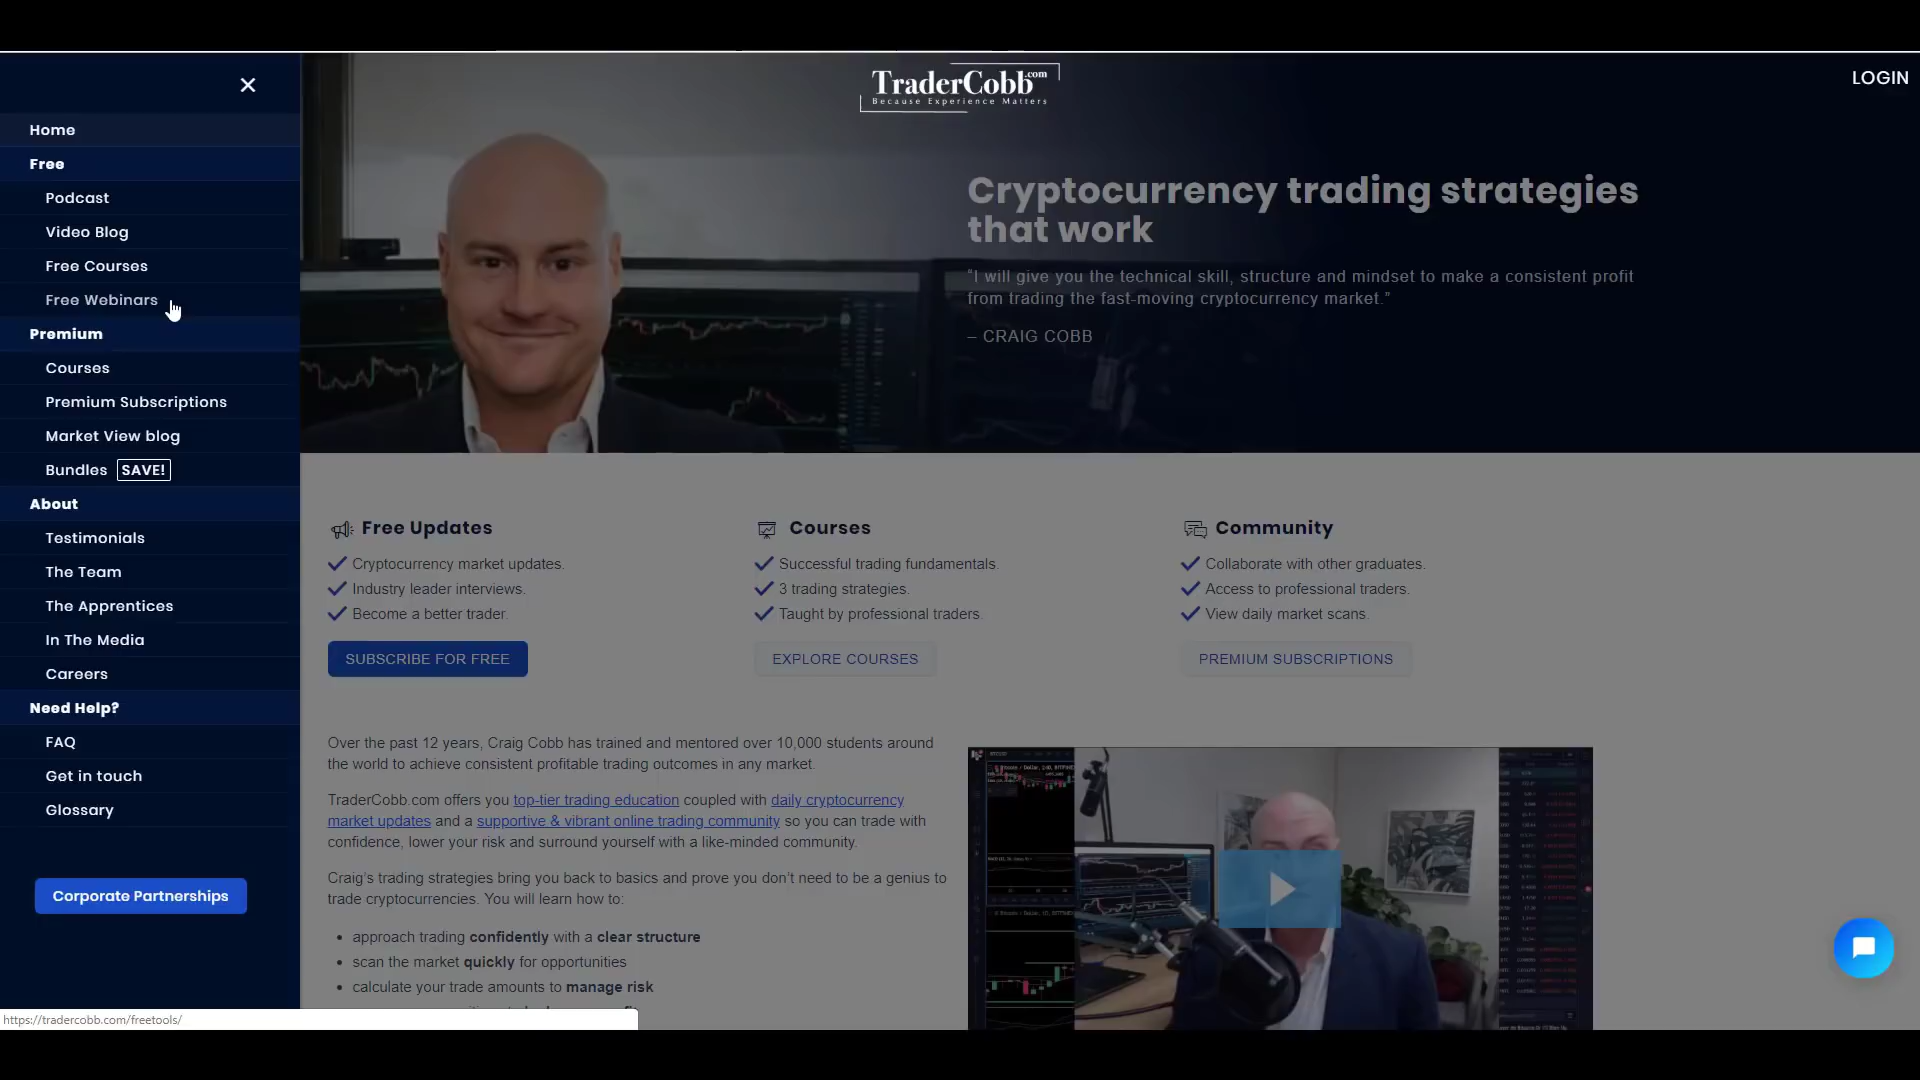 TraderCobb.com
Because Experience Matters
LOGIN
Home
Free
Podcast
Video Blog
Free Courses
Free Webinars
Premium
Courses
Premium Subscriptions
Market View blog
Bundles SAVE!
About
Testimonials
The Team
The Apprentices
In The Media
Careers
Need Help?
FAQ
Get in touch
Glossary
Corporate Partnerships
Cryptocurrency trading strategies
that work
“I will give you the technical skill, structure and mindset to make a consistent profit
from trading the fast-moving cryptocurrency market.”
– CRAIG COBB
Free Updates
Cryptocurrency market updates.
Industry leader interviews.
Become a better trader.
SUBSCRIBE FOR FREE
Courses
Successful trading fundamentals.
3 trading strategies.
Taught by professional traders.
EXPLORE COURSES
Community
Collaborate with other graduates.
Access to professional traders.
View daily market scans.
PREMIUM SUBSCRIPTIONS
Over the past 12 years, Craig Cobb has trained and mentored over 10,000 students around
the world to achieve consistent profitable trading outcomes in any market.
TraderCobb.com offers you top-tier trading education coupled with daily cryptocurrency
market updates and a supportive & vibrant online trading community so you can trade with
confidence, lower your risk and surround yourself with a like-minded community.
Craig’s trading strategies bring you back to basics and prove you don’t need to be a genius to
trade cryptocurrencies. You will learn how to:
• approach trading confidently with a clear structure
• scan the market quickly for opportunities
• calculate your trade amounts to manage risk
https://tradercobb.com/freetools/